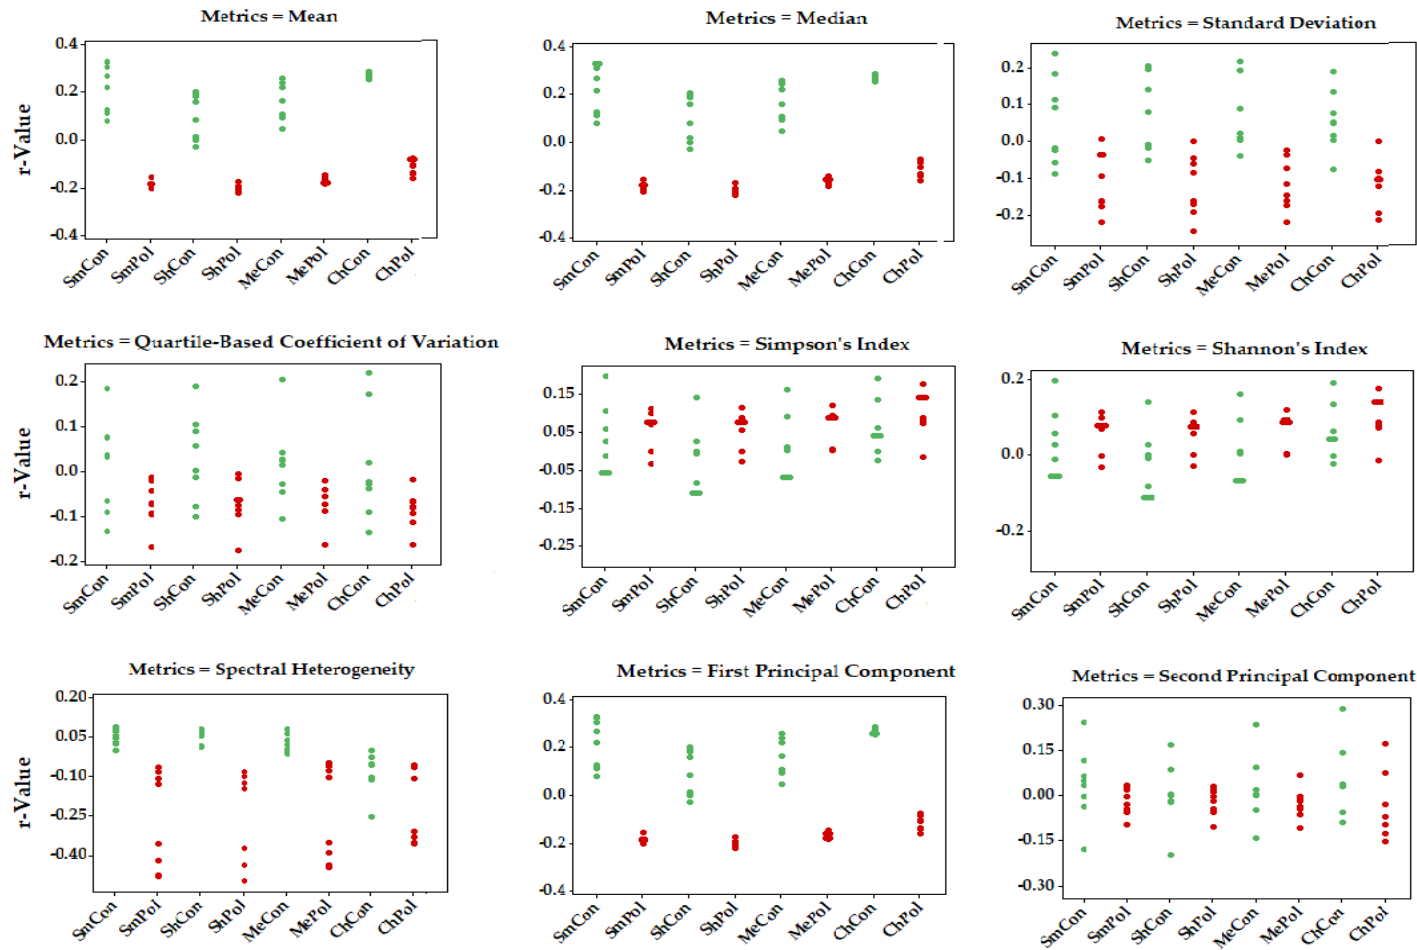 Metrics = Mean
r-Value
0.4
0.2
0.0
-0.2
-0.4
SmCon SmPol ShCon ShPol MeCon MePol ChCon ChPol
Metrics = Median
0.4
0.2
0.0
-0.2
-0.4
SmCon SmPol ShCon ShPol MeCon MePol ChCon ChPol
Metrics = Standard Deviation
0.2
0.1
0.0
-0.1
-0.2
SmCon SmPol ShCon ShPol MeCon MePol ChCon ChPol
Metrics = Quartile-Based Coefficient of Variation
r-Value
0.2
0.1
0.0
-0.1
-0.2
SmCon SmPol ShCon ShPol MeCon MePol ChCon ChPol
Metrics = Simpson's Index
0.15
0.05
-0.05
-0.15
-0.25
SmCon SmPol ShCon ShPol MeCon MePol ChCon ChPol
Metrics = Shannon's Index
0.2
0.0
-0.2
SmCon SmPol ShCon ShPol MeCon MePol ChCon ChPol
Metrics = Spectral Heterogeneity
r-Value
0.20
0.05
-0.10
-0.25
-0.40
SmCon SmPol ShCon ShPol MeCon MePol ChCon ChPol
Metrics = First Principal Component
0.4
0.2
0.0
-0.2
-0.4
SmCon SmPol ShCon ShPol MeCon MePol ChCon ChPol
Metrics = Second Principal Component
0.30
0.15
0.00
-0.15
-0.30
SmCon SmPol ShCon ShPol MeCon MePol ChCon ChPol